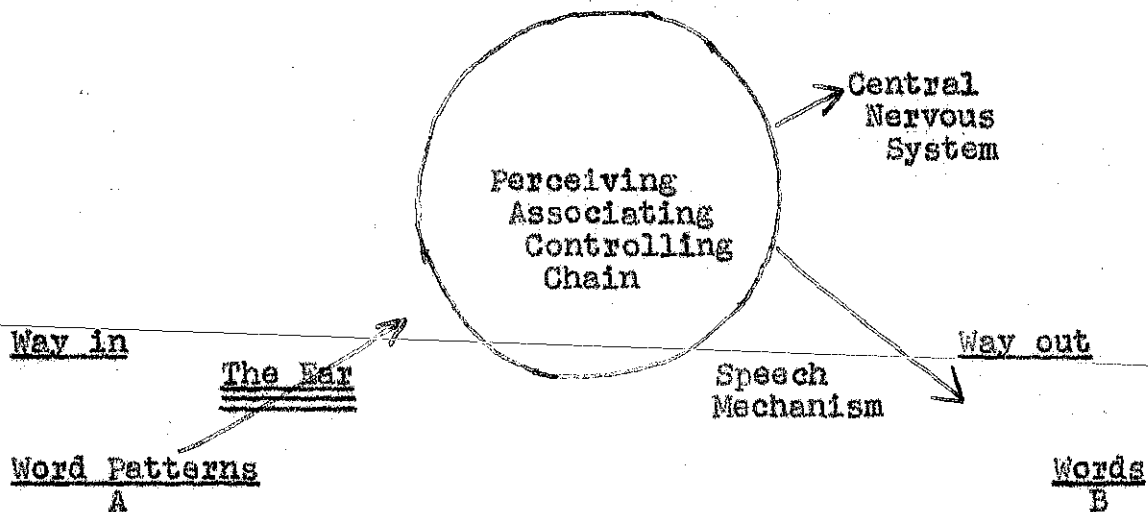 Central
Nervous
System
Perceiving
Associating
Controlling
Chain
Way in
Way out
The Ear
Speech
Mechanism
Word Patterns
A
Words
B